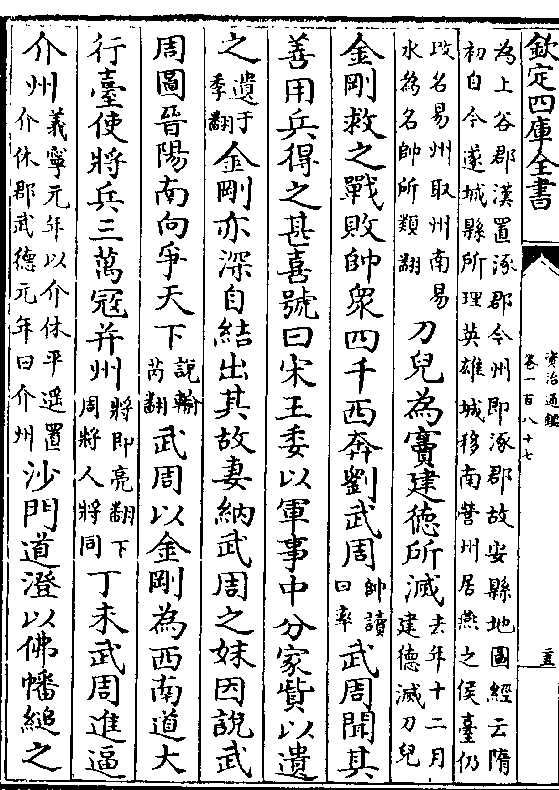 欽定四庫全書
資治通鑑
卷一百八十七
五
為上谷郡漢置涿郡今州即涿郡故安縣地圖經云隋
初自今遂城縣所理英雄城移南營州居燕之侯臺仍
改名易州取州南易
水為名帥所類翻
刀兒為竇建德所滅
去年十二月
建德滅刀兒
金剛救之戰敗帥衆四千西奔劉武周
帥讀
曰率
武周聞其
善用兵得之甚喜號曰宋王委以軍事中分家貲以遺
之
遺于
季翻
金剛亦深自結出其故妻納武周之妹因說武
周圖晉陽南向爭天下
說輸
芮翻
武周以金剛為西南道大
行臺使將兵三萬冦并州
將即亮翻下
周將人將同
丁未武周進逼
介州
義寧元年以介休平遥置
介休郡武德元年曰介州
沙門道澄以佛幡縋之